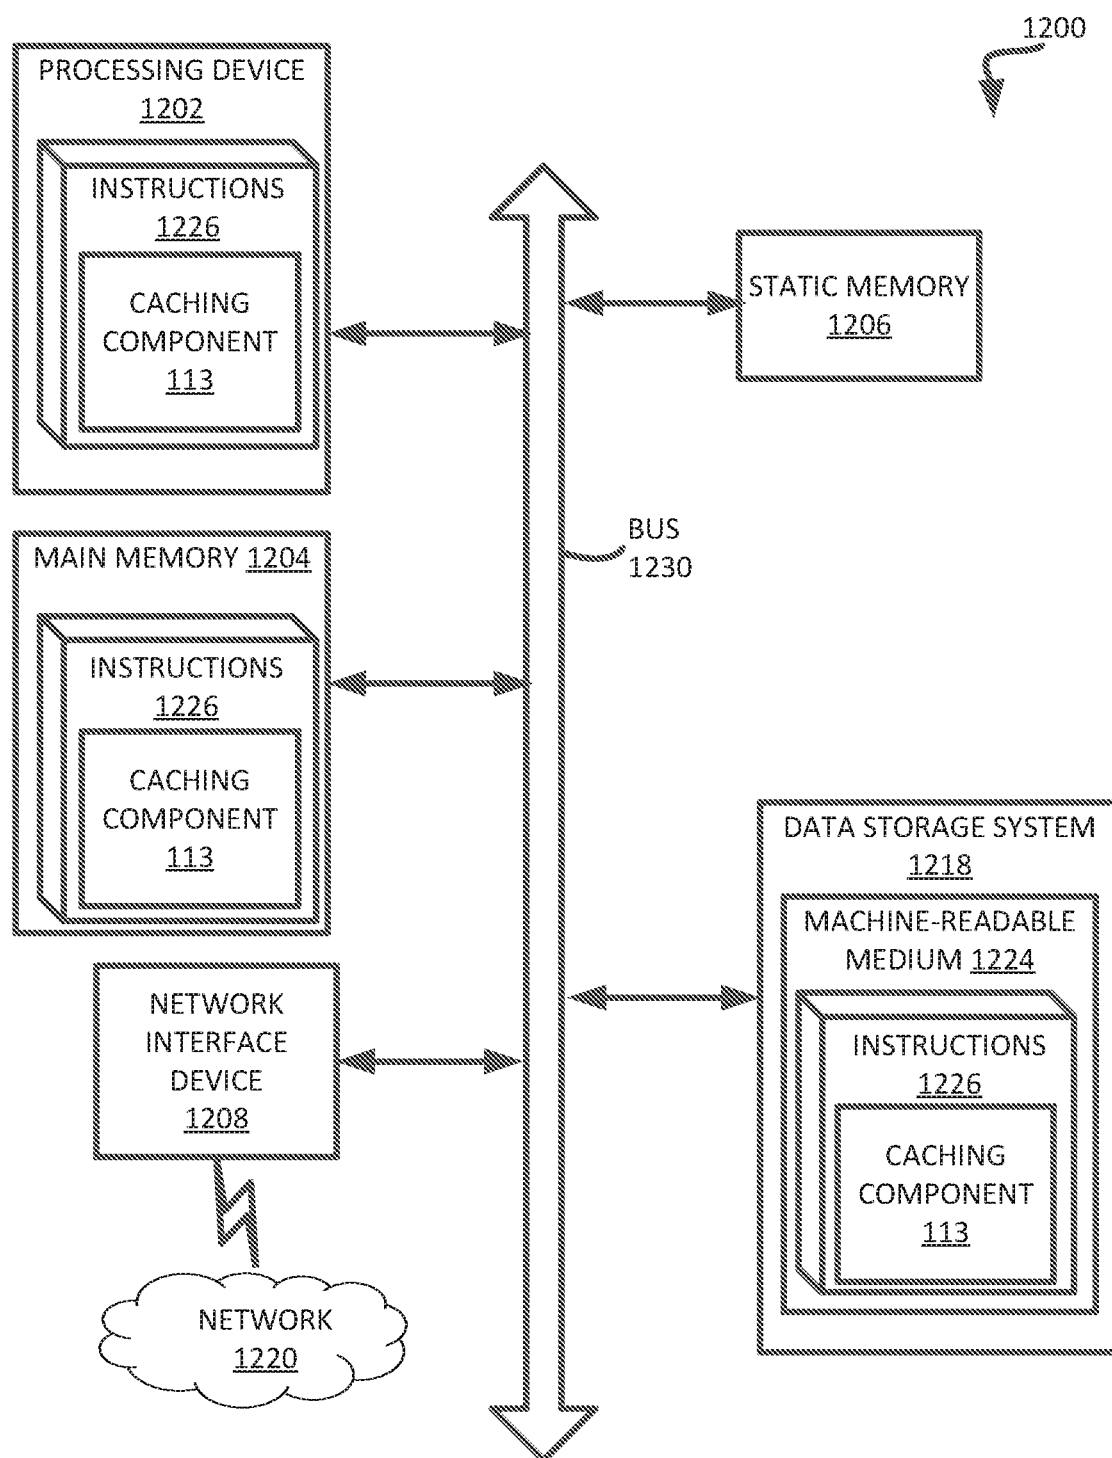 1200
PROCESSING DEVICE
1202
INSTRUCTIONS
1226
CACHING
COMPONENT
113
STATIC MEMORY
1206
BUS
1230
MAIN MEMORY 1204
INSTRUCTIONS
1226
CACHING
COMPONENT
113
DATA STORAGE SYSTEM
1218
MACHINE-READABLE
MEDIUM 1224
INSTRUCTIONS
1226
CACHING
COMPONENT
113
NETWORK
INTERFACE
DEVICE
1208
NETWORK
1220